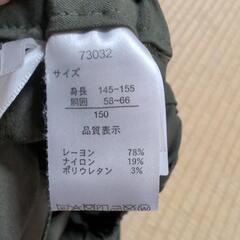 73032
サイズ
身長 145-155
胴囲 58~66
150
品質表示
レーヨン 78%
ナイロン 19%
ポリウレタン 3%